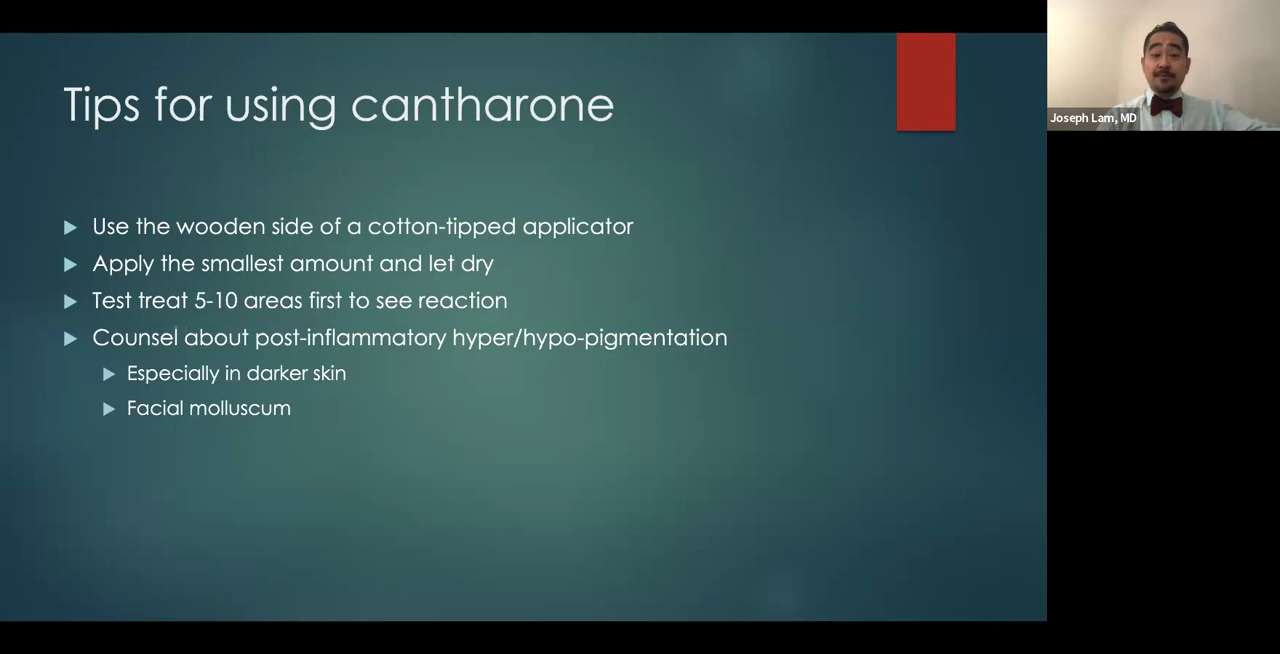 Tips for using cantharone
Use the wooden side of a cotton-tipped applicator
Apply the smallest amount and let dry
Test treat 5-10 areas first to see reaction
Counsel about post-inflammatory hyper/hypo-pigmentation
Especially in darker skin
Facial molluscum
Joseph Lam, MD